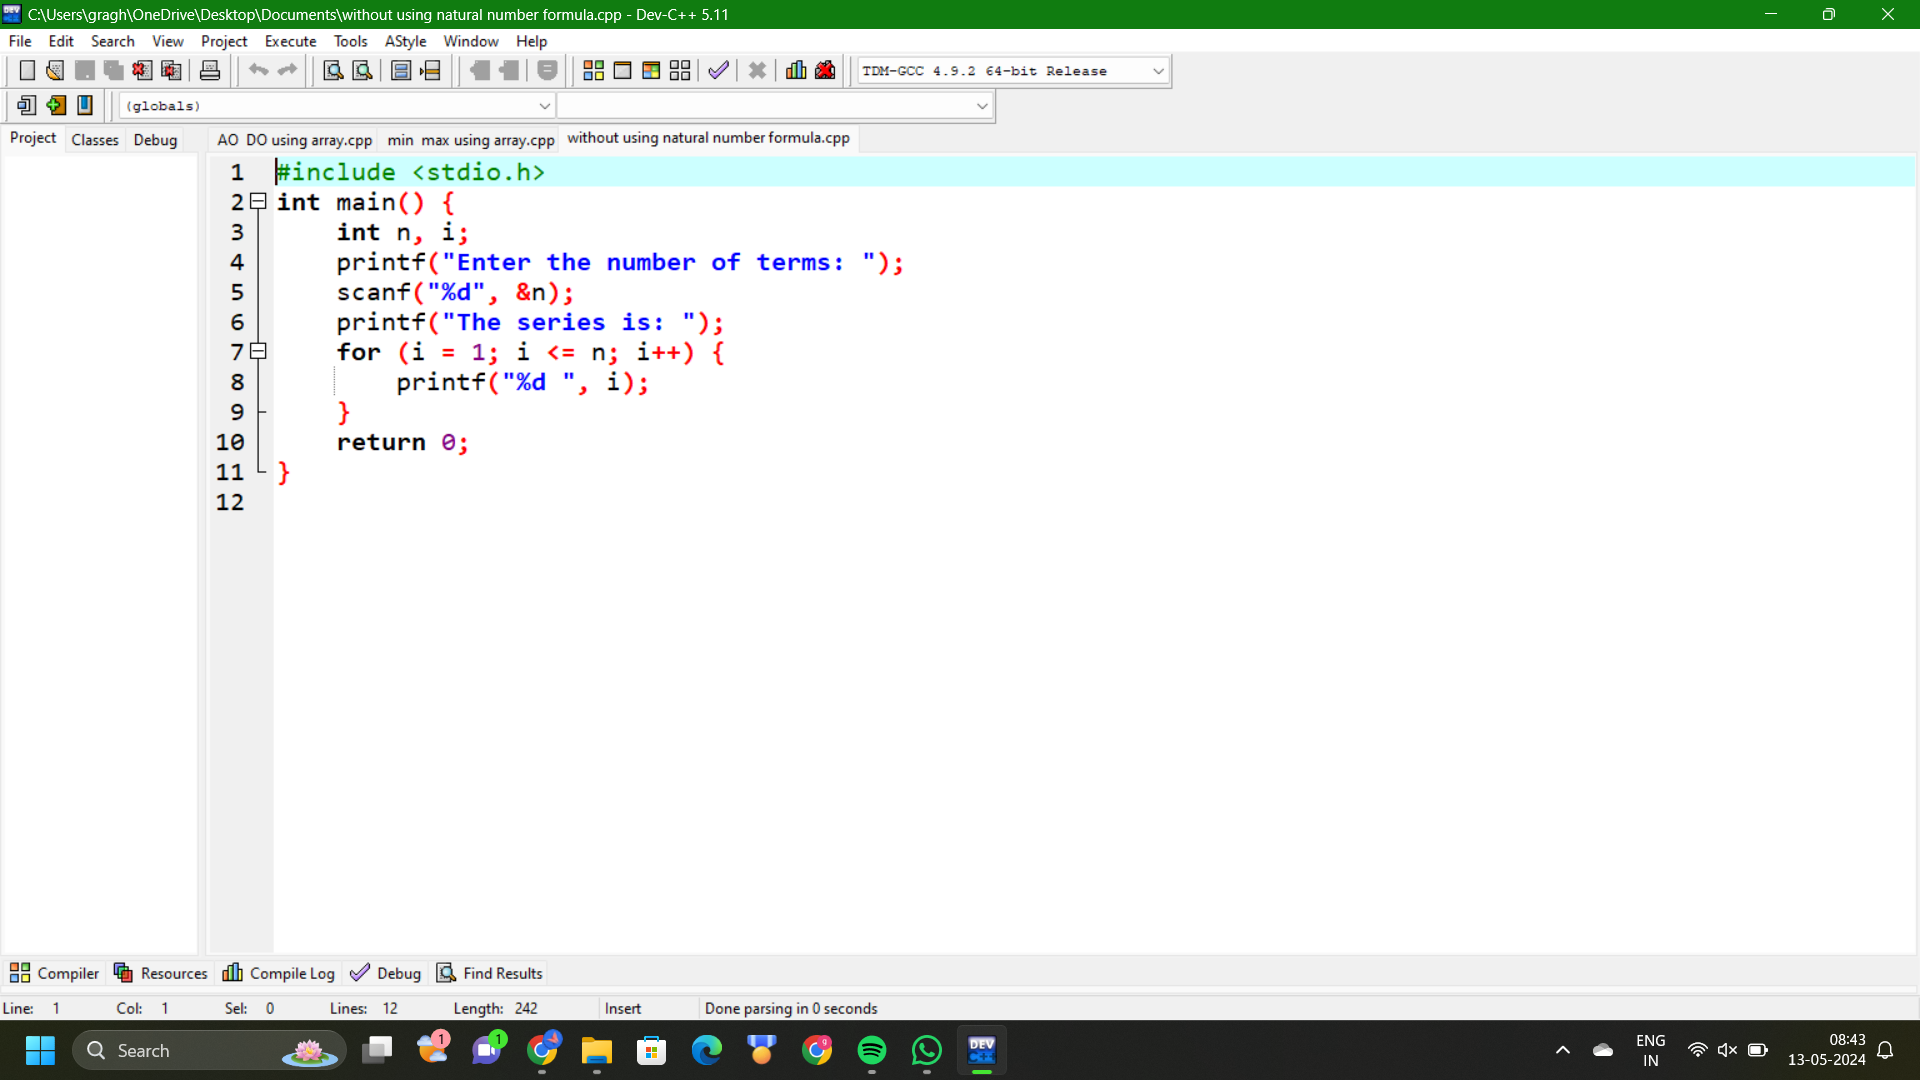 C:\Users\gragh\OneDrive\Desktop\Documents\without using natural number formula.cpp - Dev-C++ 5.11
File Edit Search View Project Execute Tools AStyle Window Help
TDM-GCC 4.9.2 64-bit Release
(globals)
Project Classes Debug AO DO using array.cpp min max using array.cpp without using natural number formula.cpp
1 #include <stdio.h>
2 int main() {
3 int n, i;
4 printf("Enter the number of terms: ");
5 scanf("%d", &n);
6 printf("The series is: ");
7 for (i = 1; i <= n; i++) {
8 printf("%d ", i);
9 }
10 return 0;
11 }
12
Compiler Resources Compile Log Debug Find Results
Line: 1 Col: 1 Sel: 0 Lines: 12 Length: 242 Insert Done parsing in 0 seconds
Search 1 1 9 DEV C++ ENG 08:43
IN 13-05-2024